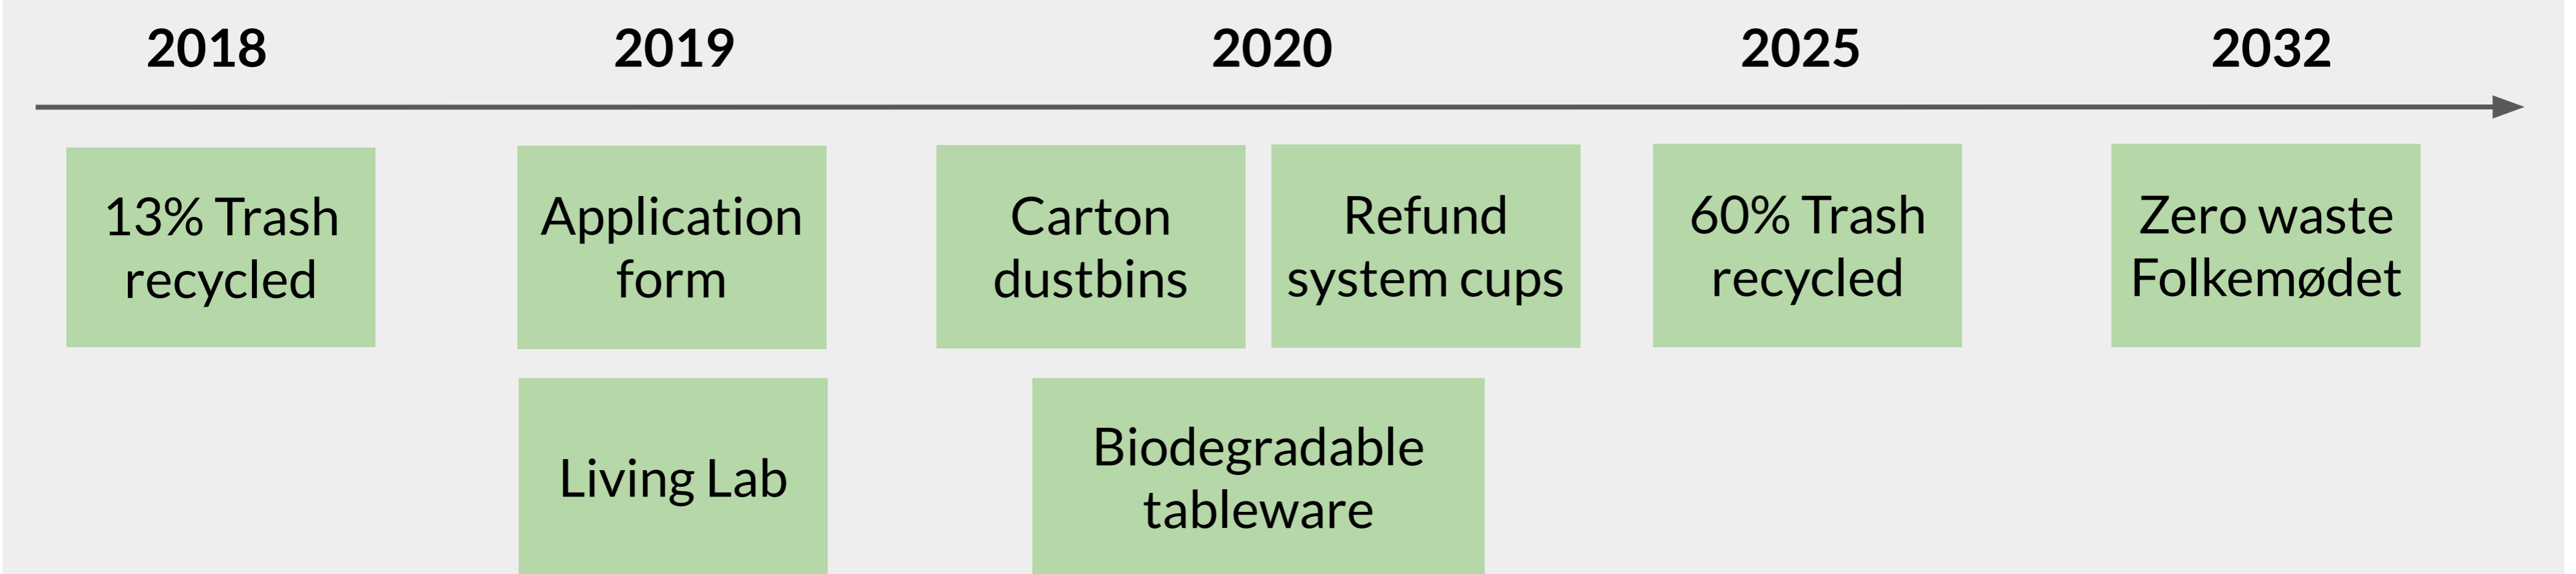 2018
2019
2020
2025
2032
13% Trash
recycled
Application
form
Carton
dustbins
Refund
system cups
60% Trash
recycled
Zero waste
Folkemødet
Living Lab
Biodegradable
tableware